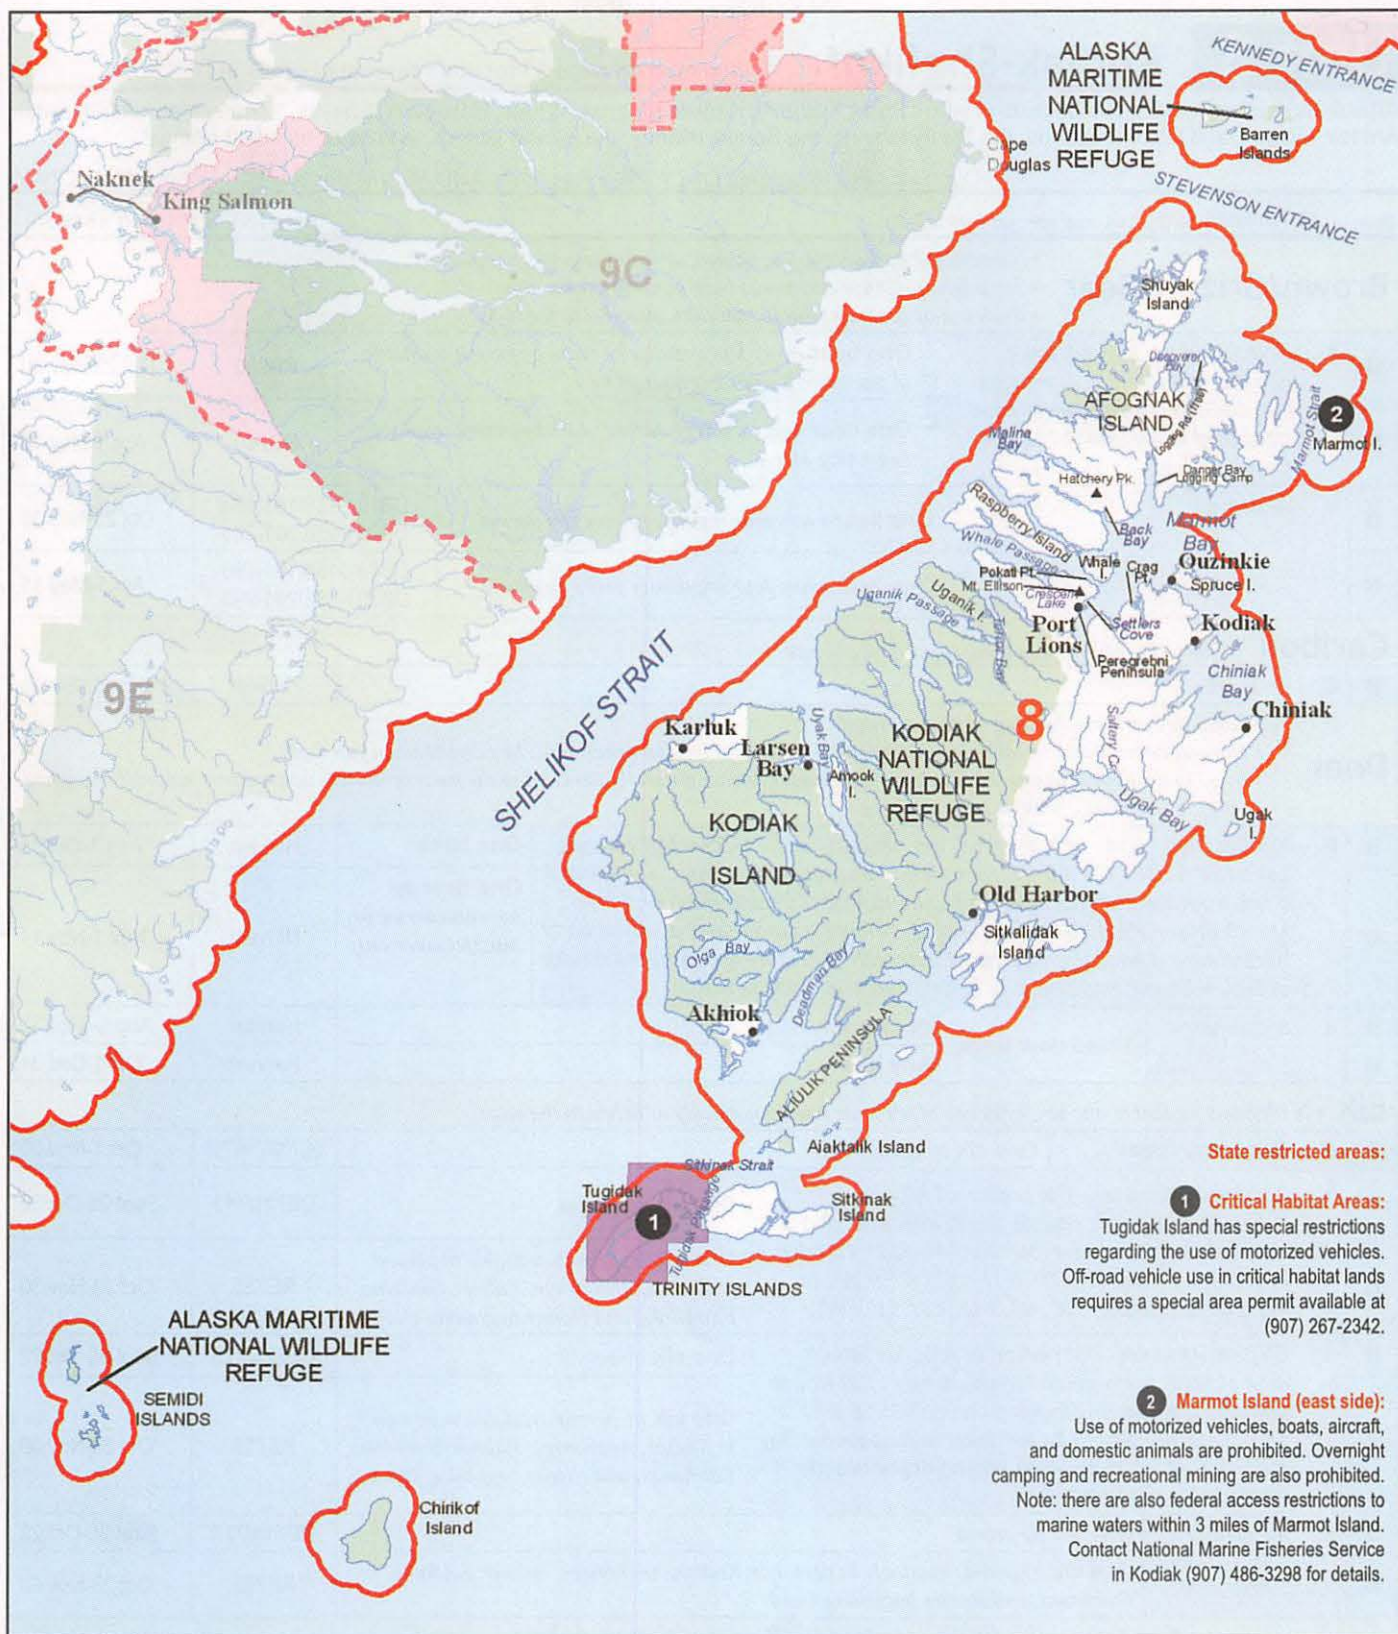 ALASKA
MARITIME
NATIONAL
WILDLIFE
REFUGE
KENNEDY ENTRANCE
Barren
Islands
Cape
Douglas
STEVENSON ENTRANCE
Naknek
King Salmon
9C
Shuyak
Island
Discoverer
Bay
AFOGNAK
ISLAND
Logging Rd.
Marmot Strait
2
Marmot I.
Malina
Bay
Hatchery Pk.
Danger Bay
Logging Camp
Raspberry Island
Back
Bay
Marmot
Bay
Whale Passage
Whale
I.
Crag
Pt.
Ouzinkie
Spruce I.
Pokati Pt.
Mt. Ellison
Crescent
Lake
Uganik I.
Uganik Passage
Terror Bay
Port
Lions
Settlers
Cove
Kodiak
Peregrebni
Peninsula
Chiniak
Bay
Chiniak
9E
SHELIKOF STRAIT
8
Karluk
Larsen
Bay
Uyak Bay
Amook
I.
KODIAK
NATIONAL
WILDLIFE
REFUGE
Saltery C.
Ugak Bay
Ugak
I.
KODIAK
ISLAND
Old Harbor
Sitkalidak
Island
Olga Bay
Deadman Bay
Akhiok
ALIULIK PENINSULA
Aiaktalik Island
Sitkinak Strait
Tugidak
Island
1
Tugidak Passage
Sitkinak
Island
TRINITY ISLANDS
ALASKA MARITIME
NATIONAL WILDLIFE
REFUGE
SEMIDI
ISLANDS
Chirikof
Island
State restricted areas:
1 Critical Habitat Areas:
Tugidak Island has special restrictions
regarding the use of motorized vehicles.
Off-road vehicle use in critical habitat lands
requires a special area permit available at
(907) 267-2342.
2 Marmot Island (east side):
Use of motorized vehicles, boats, aircraft,
and domestic animals are prohibited. Overnight
camping and recreational mining are also prohibited.
Note: there are also federal access restrictions to
marine waters within 3 miles of Marmot Island.
Contact National Marine Fisheries Service
in Kodiak (907) 486-3298 for details.